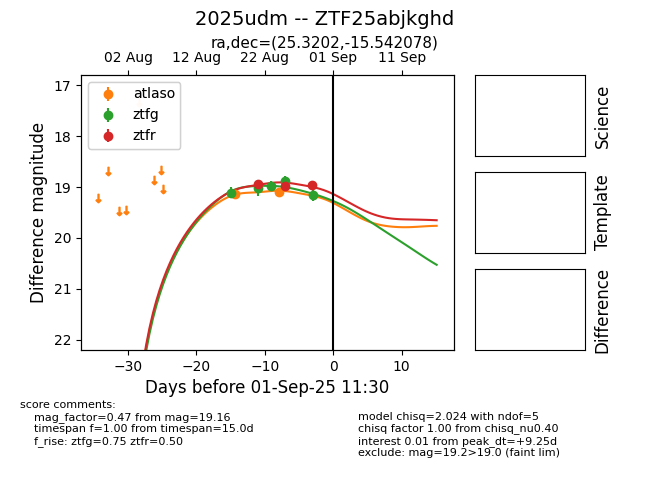 2025udm -- ZTF25abjkghd
ra,dec=(25.3202,-15.542078)
02 Aug 12 Aug 22 Aug 01 Sep 11 Sep
17
18
19
20
21
22
Difference magnitude
atlaso
ztfg
ztfr
−30 −20 −10 0 10
Days before 01-Sep-25 11:30
Science
Template
Difference
score comments:
mag_factor=0.47 from mag=19.16
timespan f=1.00 from timespan=15.0d
f_rise: ztfg=0.75 ztfr=0.50
model chisq=2.024 with ndof=5
chisq factor 1.00 from chisq_nu0.40
interest 0.01 from peak_dt=+9.25d
exclude: mag=19.2>19.0 (faint lim)